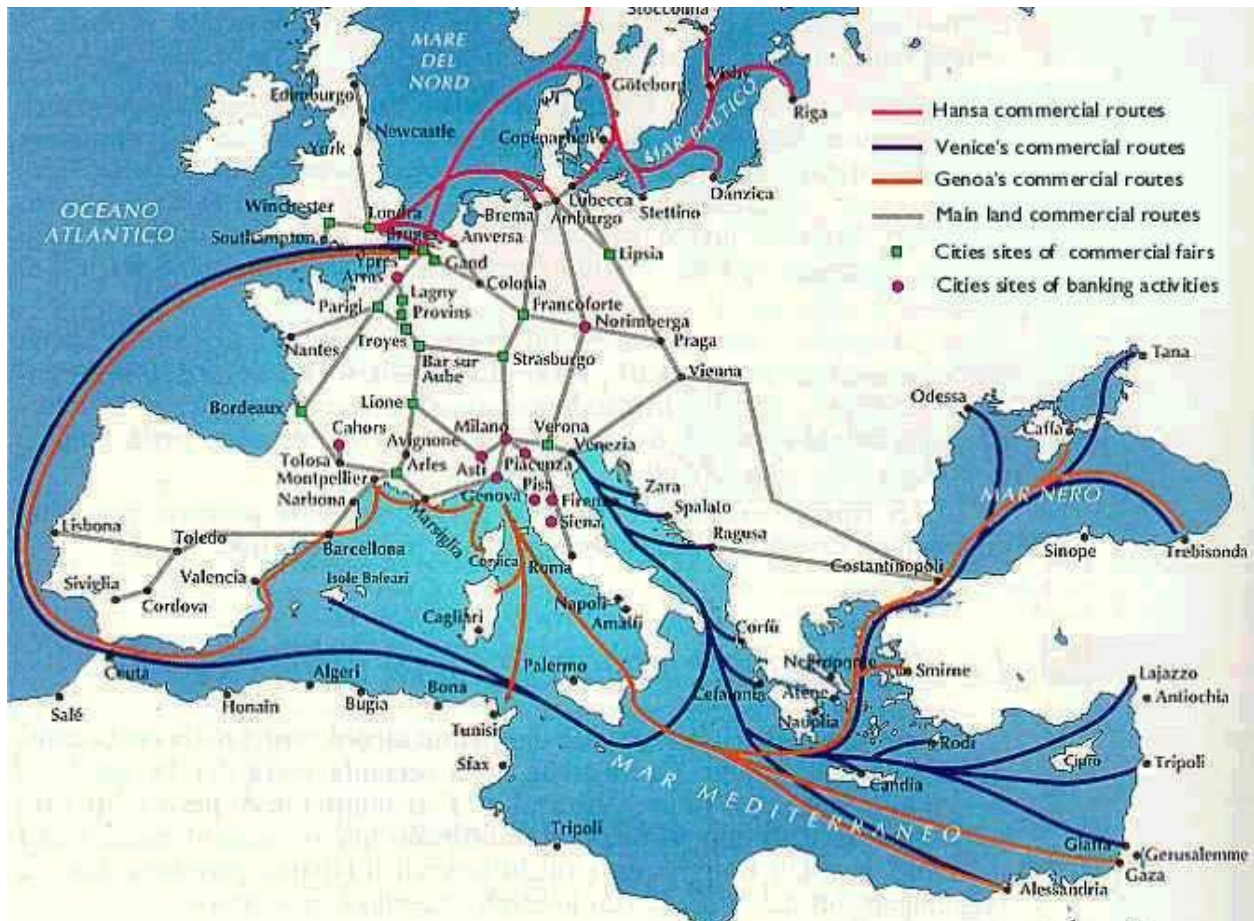 Stoccolma
MARE
DEL
NORD
Edimburgo
Göteborg
Visby
Riga
Newcastle
Copenaghen
MAR BALTICO
York
Danzica
Hansa commercial routes
Venice's commercial routes
Genoa's commercial routes
Main land commercial routes
Cities sites of commercial fairs
Cities sites of banking activities
OCEANO
ATLANTICO
Winchester
Londra
Southampton
Bruges
Brema
Lubecca
Amburgo
Stettino
Anversa
Ypres
Gand
Lipsia
Arras
Colonia
Lagny
Parigi
Provins
Francoforte
Norimberga
Nantes
Troyes
Praga
Bar sur
Aube
Strasburgo
Vienna
Tana
Odessa
Bordeaux
Lione
Caffa
Cahors
Milano
Verona
Avignone
Venezia
Tolosa
Arles
Asti
Piacenza
Montpellier
Pisa
Genova
Firenze
Zara
MAR NERO
Narbona
Marsiglia
Siena
Spalato
Lisbona
Toledo
Barcellona
Corsica
Roma
Ragusa
Sinope
Trebisonda
Costantinopoli
Siviglia
Valencia
Isole Baleari
Cordova
Cagliari
Napoli
Amalfi
Corfù
Ceuta
Algeri
Palermo
Negroponte
Smirne
Lajazzo
Bona
Cefalonia
Atene
Antiochia
Salé
Honain
Bugia
Nauplia
Tunisi
Rodi
Cipro
Tripoli
Sfax
Candia
MAR MEDITERRANEO
Tripoli
Giaffa
Gerusalemme
Gaza
Alessandria